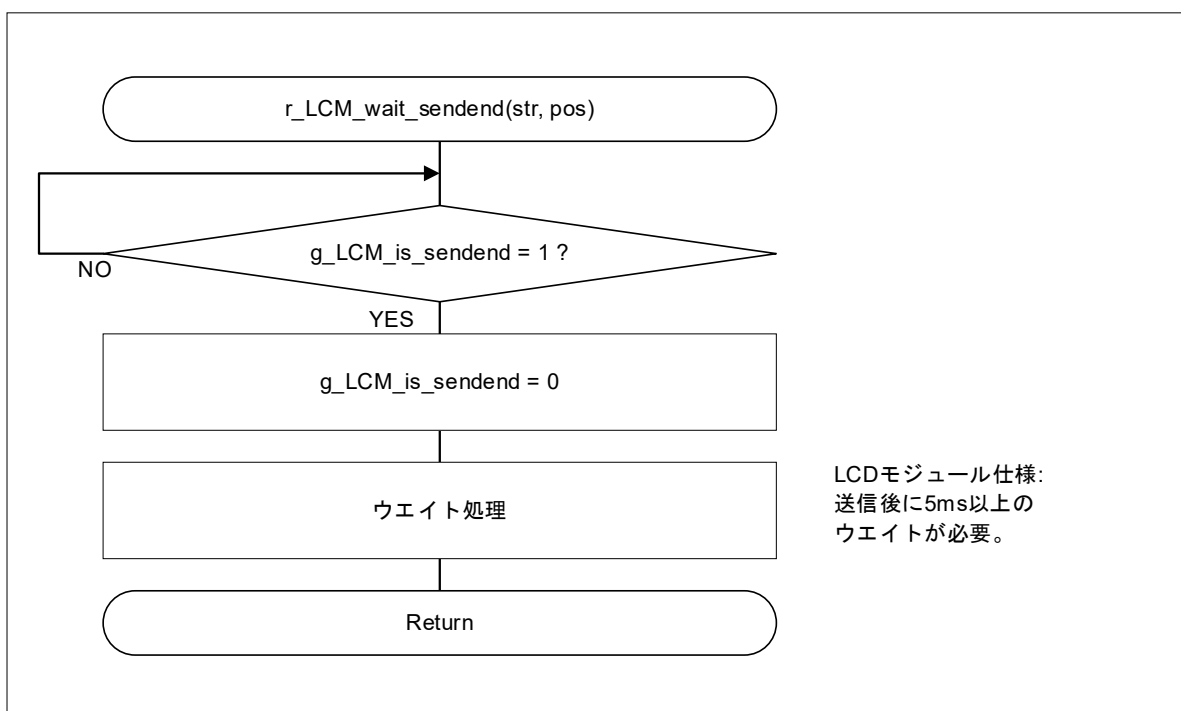 r_LCM_wait_sendend(str, pos)
g_LCM_is_sendend = 1 ?
NO
YES
g_LCM_is_sendend = 0
ウエイト処理
LCDモジュール仕様:
送信後に5ms以上の
ウエイトが必要。
Return